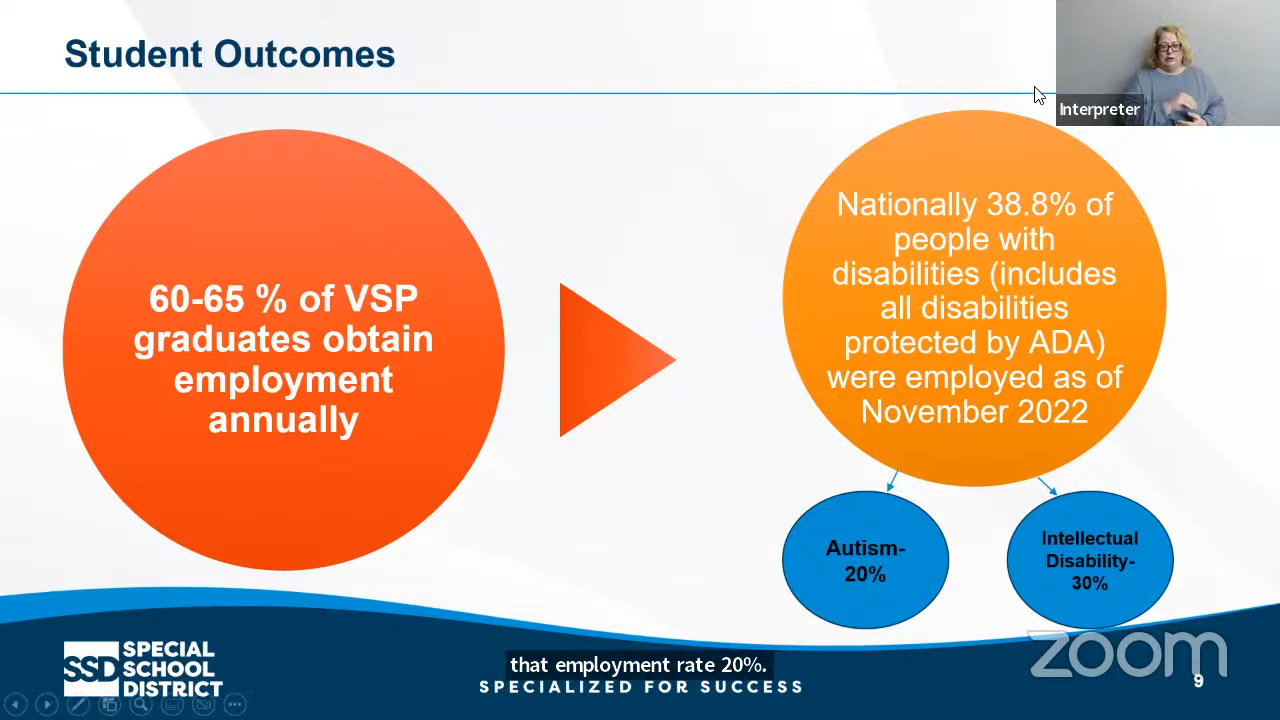 Student Outcomes
Interpreter
60-65 % of VSP
graduates obtain
employment
annually
Nationally 38.8% of
people with
disabilities (includes
all disabilities
protected by ADA)
were employed as of
November 2022
Autism-
20%
Intellectual
Disability-
30%
SSD
SPECIAL
SCHOOL
DISTRICT
that employment rate 20%.
SPECIALIZED FOR SUCCESS
zoom
9